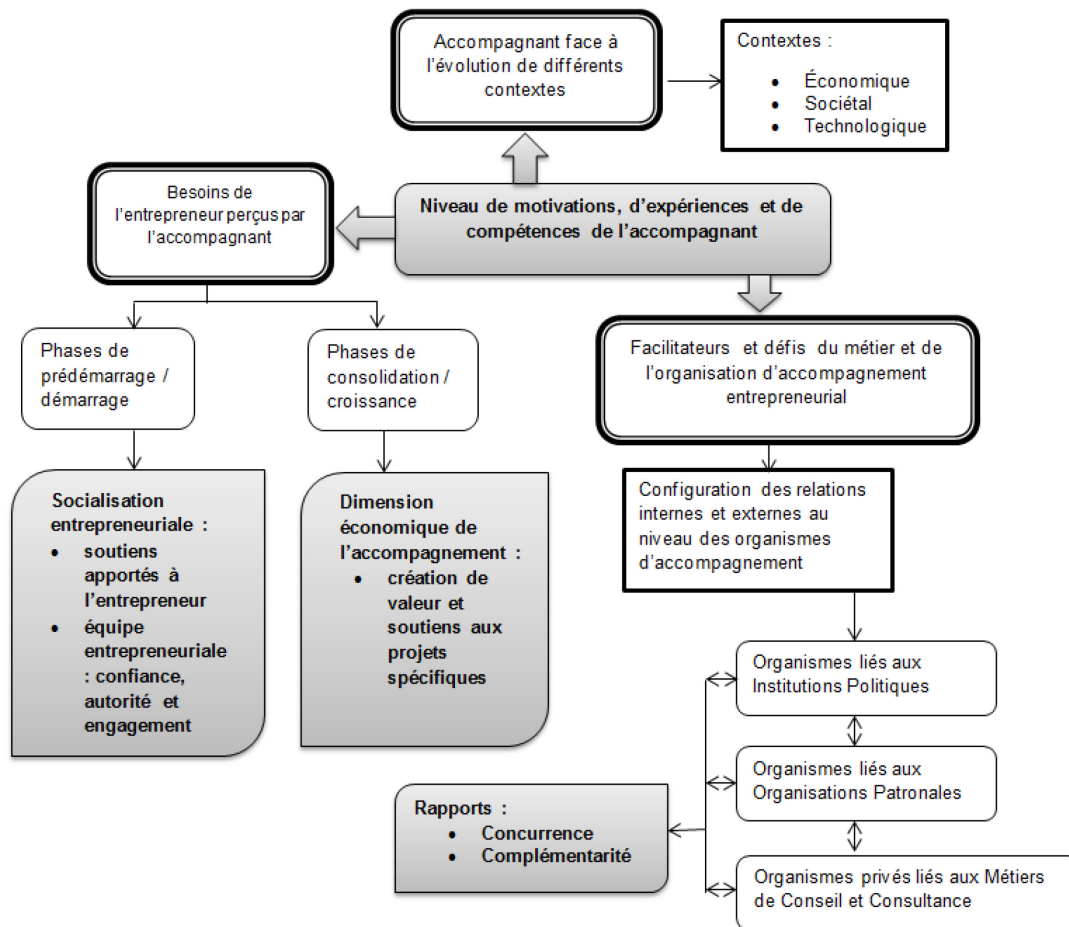 Accompagnant face à
l'évolution de différents
contextes
Contextes :
• Économique
• Sociétal
• Technologique
Besoins de
l'entrepreneur perçus par
l'accompagnant
Niveau de motivations, d'expériences et de
compétences de l'accompagnant
Phases de
prédémarrage /
démarrage
Phases de
consolidation /
croissance
Facilitateurs et défis du métier et de
l'organisation d'accompagnement
entrepreneurial
Socialisation
entrepreneuriale :
• soutiens
apportés à
l'entrepreneur
• équipe
entrepreneuriale
: confiance,
autorité et
engagement
Dimension
économique de
l'accompagnement :
• création de
valeur et
soutiens aux
projets
spécifiques
Configuration des relations
internes et externes au
niveau des organismes
d'accompagnement
Organismes liés aux
Institutions Politiques
Organismes liés aux
Organisations Patronales
Rapports :
• Concurrence
• Complémentarité
Organismes privés liés aux Métiers
de Conseil et Consultance